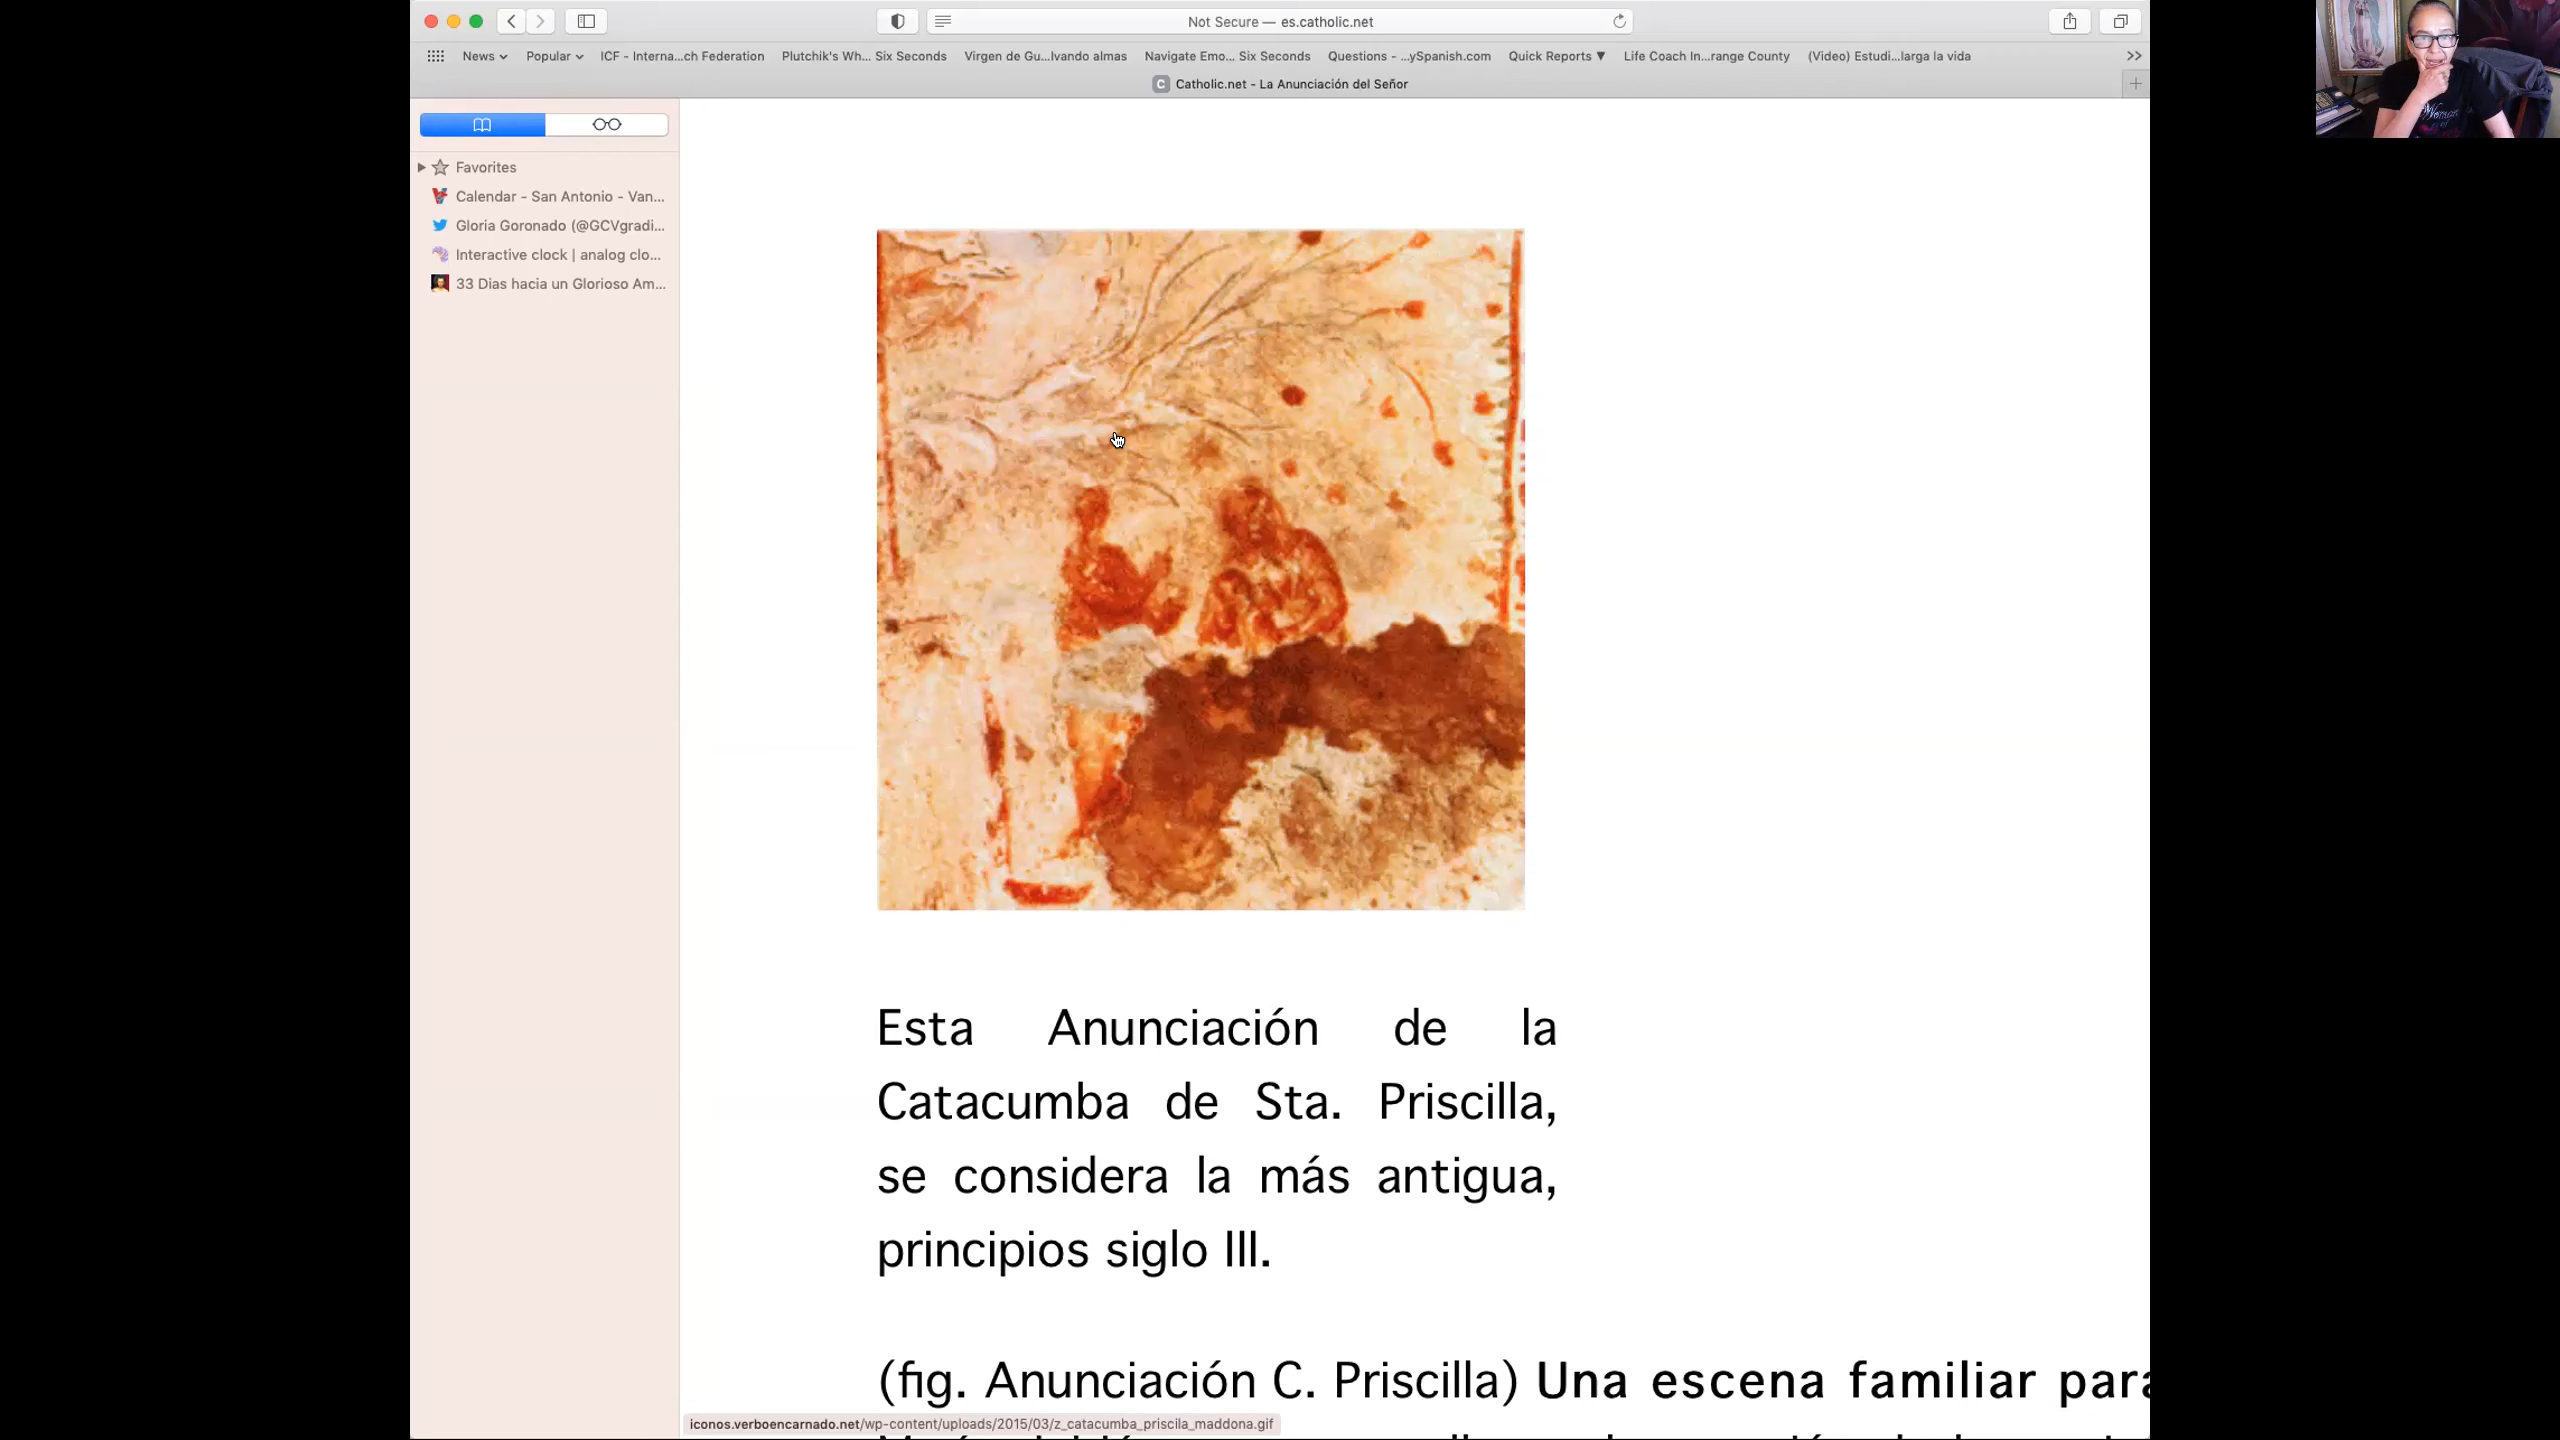 Not Secure — es.catholic.net
News
Popular
ICF - Interna...ch Federation
Plutchik's Wh... Six Seconds
Virgen de Gu...lvando almas
Navigate Emo... Six Seconds
Questions - ...ySpanish.com
Quick Reports ▼
Life Coach In...range County
(Video) Estudi...larga la vida
Catholic.net - La Anunciación del Señor
Favorites
Calendar - San Antonio - Van...
Gloria Goronado (@GCVgradi...
Interactive clock | analog clo...
33 Dias hacia un Glorioso Am...
Esta Anunciación de la
Catacumba de Sta. Priscilla,
se considera la más antigua,
principios siglo III.
(fig. Anunciación C. Priscilla) Una escena familiar para
iconos.verboencarnado.net/wp-content/uploads/2015/03/z_catacumba_priscila_maddona.gif